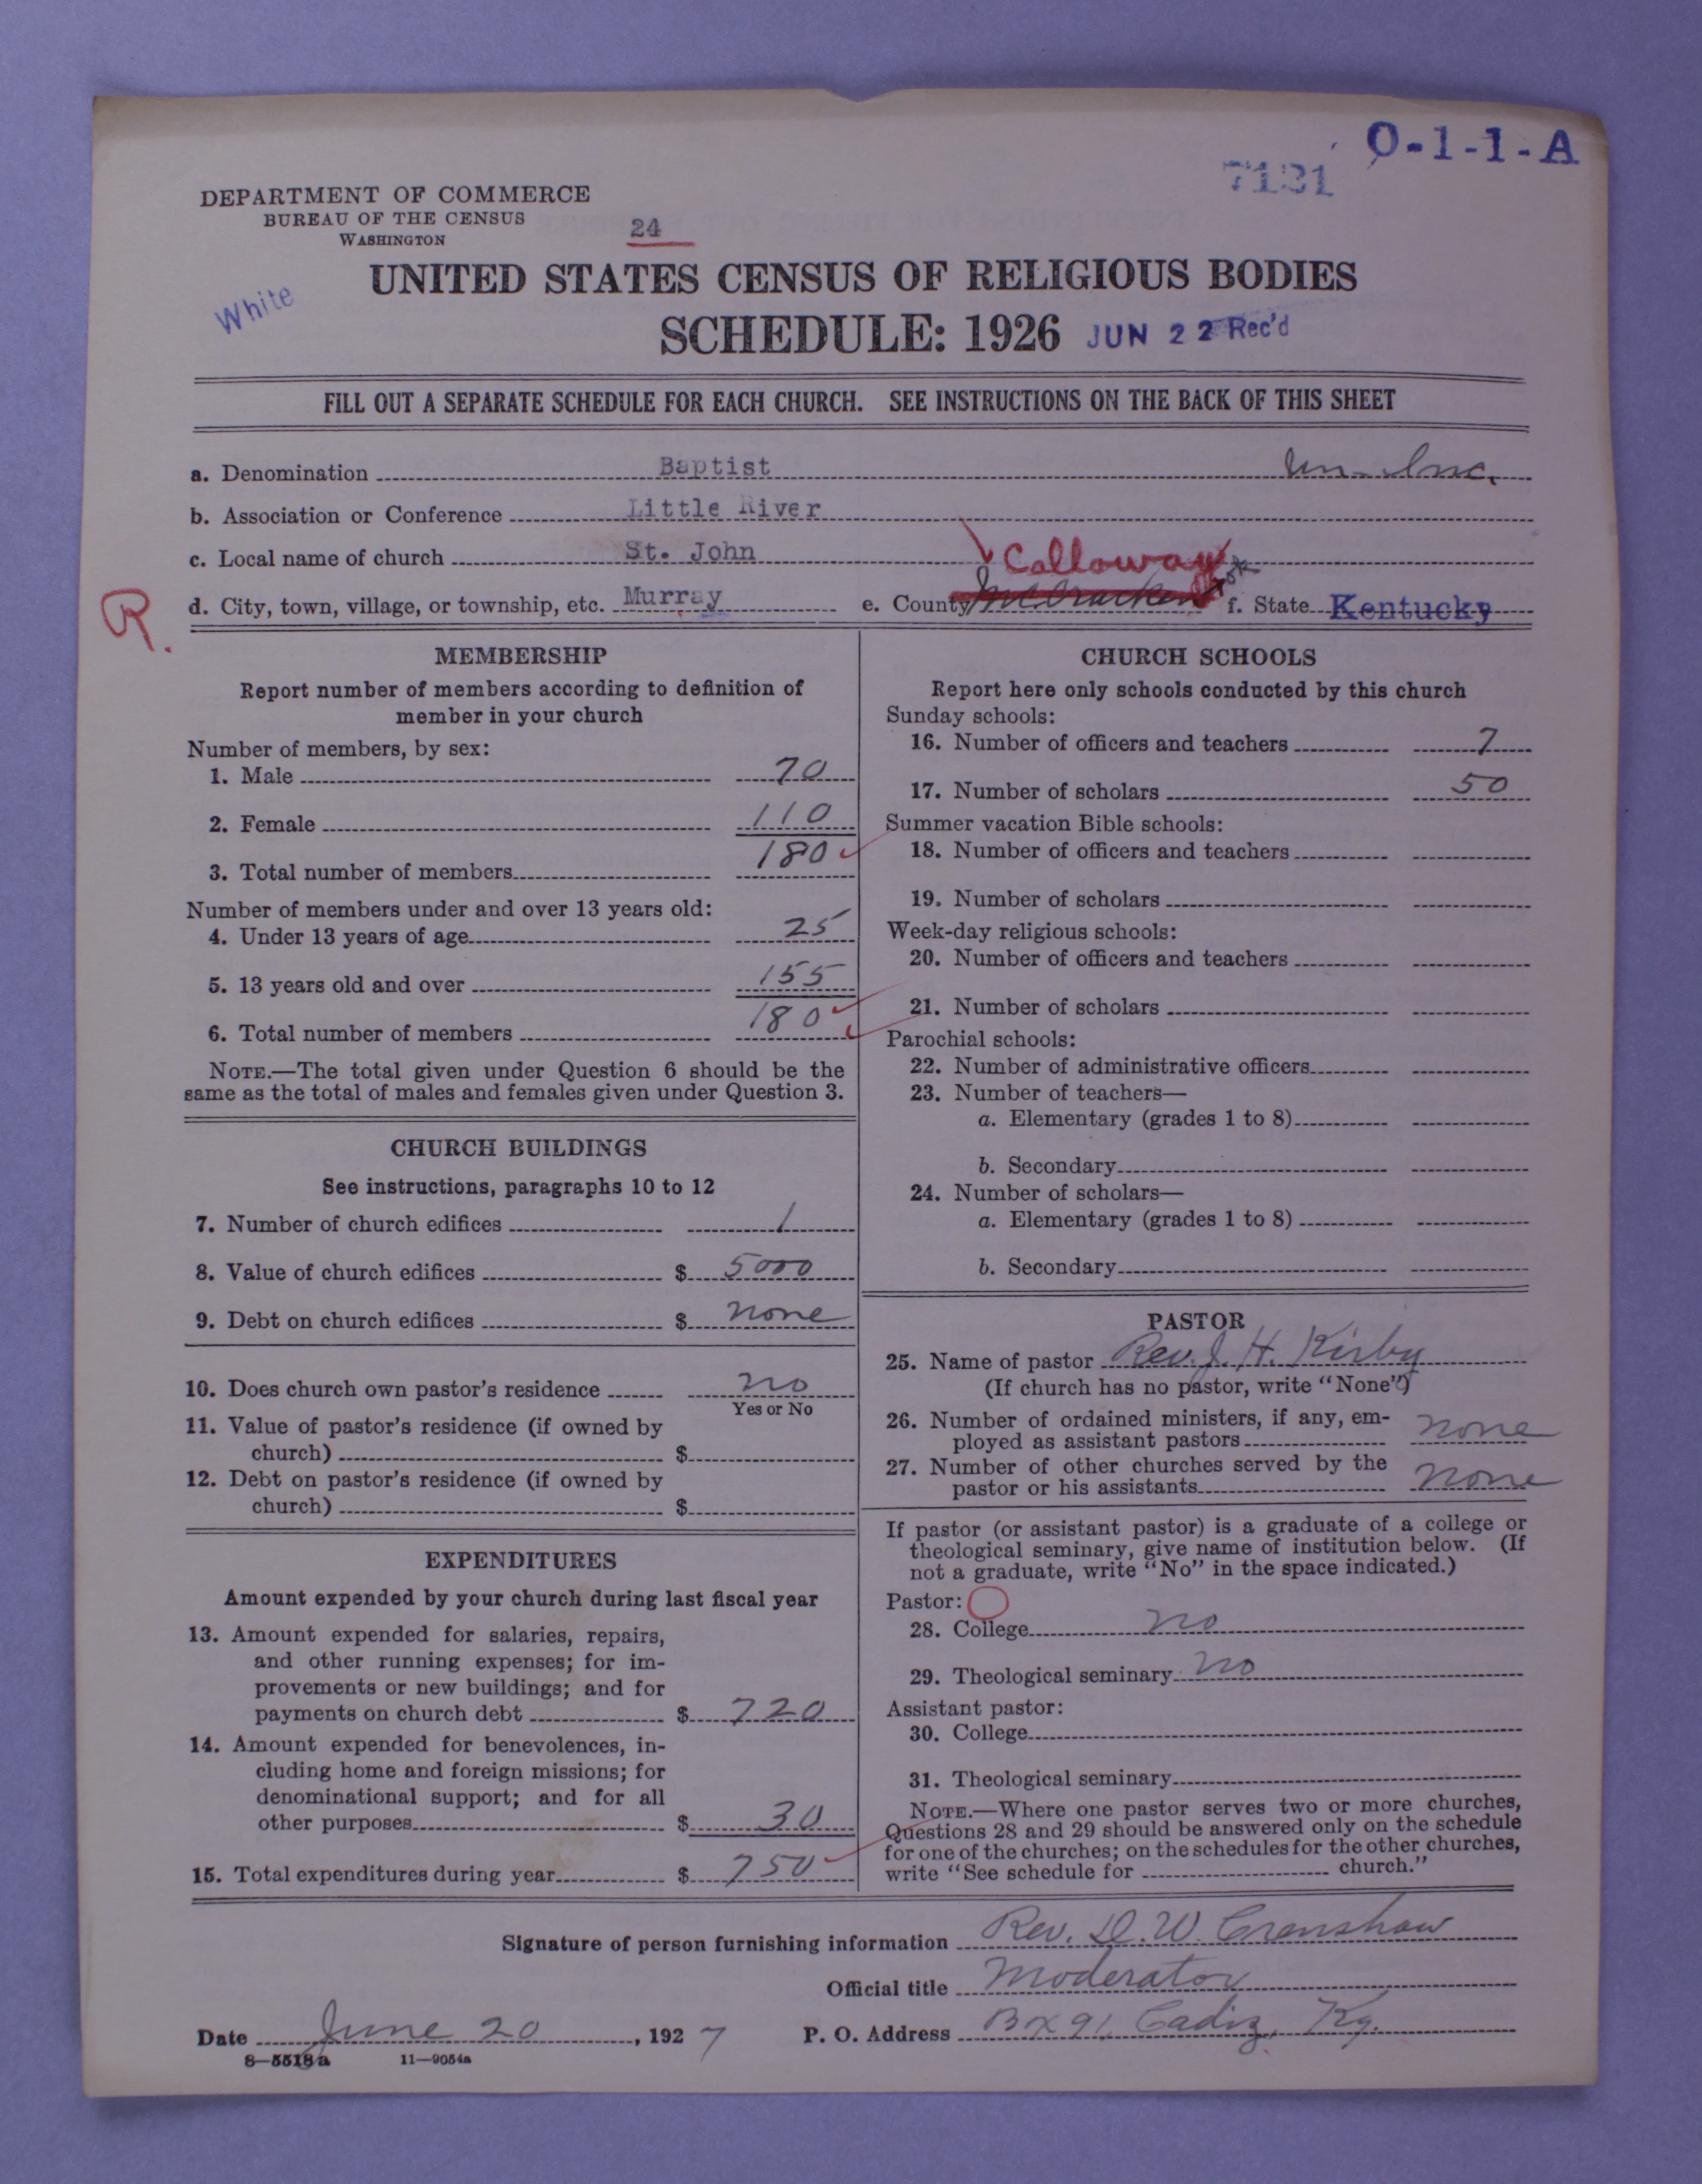 O-1-1-A
7131
DEPARTMENT OF COMMERCE
BUREAU OF THE CENSUS
WASHINGTON
24
White
UNITED STATES CENSUS OF RELIGIOUS BODIES
SCHEDULE: 1926 JUN 22 Rec'd
FILL OUT A SEPARATE SCHEDULE FOR EACH CHURCH. SEE INSTRUCTIONS ON THE BACK OF THIS SHEET
a. Denomination Baptist Un-Inc.
b. Association or Conference Little River
c. Local name of church St. John
Calloway ok
R.
d. City, town, village, or township, etc. Murray e. County McCracken f. State Kentucky
MEMBERSHIP
Report number of members according to definition of
member in your church
Number of members, by sex:
1. Male 70
2. Female 110
3. Total number of members 180
Number of members under and over 13 years old:
4. Under 13 years of age 25
5. 13 years old and over 155
6. Total number of members 180
NOTE.—The total given under Question 6 should be the
same as the total of males and females given under Question 3.
CHURCH BUILDINGS
See instructions, paragraphs 10 to 12
7. Number of church edifices 1
8. Value of church edifices $ 5000
9. Debt on church edifices $ none
10. Does church own pastor's residence no
Yes or No
11. Value of pastor's residence (if owned by
church) $
12. Debt on pastor's residence (if owned by
church) $
EXPENDITURES
Amount expended by your church during last fiscal year
13. Amount expended for salaries, repairs,
and other running expenses; for im-
provements or new buildings; and for
payments on church debt $ 720
14. Amount expended for benevolences, in-
cluding home and foreign missions; for
denominational support; and for all
other purposes $ 30
15. Total expenditures during year $ 750
CHURCH SCHOOLS
Report here only schools conducted by this church
Sunday schools:
16. Number of officers and teachers 7
17. Number of scholars 50
Summer vacation Bible schools:
18. Number of officers and teachers
19. Number of scholars
Week-day religious schools:
20. Number of officers and teachers
21. Number of scholars
Parochial schools:
22. Number of administrative officers
23. Number of teachers—
a. Elementary (grades 1 to 8)
b. Secondary
24. Number of scholars—
a. Elementary (grades 1 to 8)
b. Secondary
PASTOR
25. Name of pastor Rev. J. H. Kirby
(If church has no pastor, write "None")
26. Number of ordained ministers, if any, em-
ployed as assistant pastors none
27. Number of other churches served by the
pastor or his assistants none
If pastor (or assistant pastor) is a graduate of a college or
theological seminary, give name of institution below. (If
not a graduate, write "No" in the space indicated.)
Pastor:
28. College no
29. Theological seminary no
Assistant pastor:
30. College
31. Theological seminary
NOTE.—Where one pastor serves two or more churches,
Questions 28 and 29 should be answered only on the schedule
for one of the churches; on the schedules for the other churches,
write "See schedule for church."
Signature of person furnishing information Rev. D. W. Crenshaw
Official title Moderator
Date June 20, 1927 P. O. Address Bx 91, Cadiz, Ky.
8—5518a 11—9054a